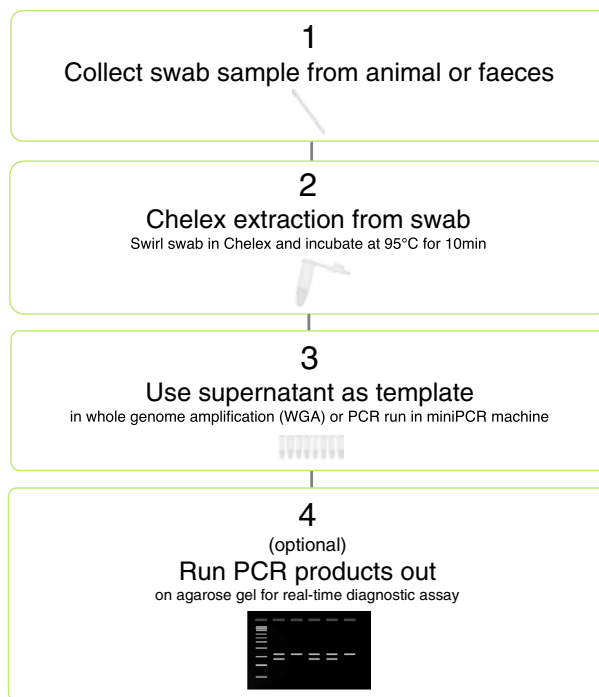 1
Collect swab sample from animal or faeces
2
Chelex extraction from swab
Swirl swab in Chelex and incubate at 95°C for 10min
3
Use supernatant as template
in whole genome amplification (WGA) or PCR run in miniPCR machine
4
(optional)
Run PCR products out
on agarose gel for real-time diagnostic assay